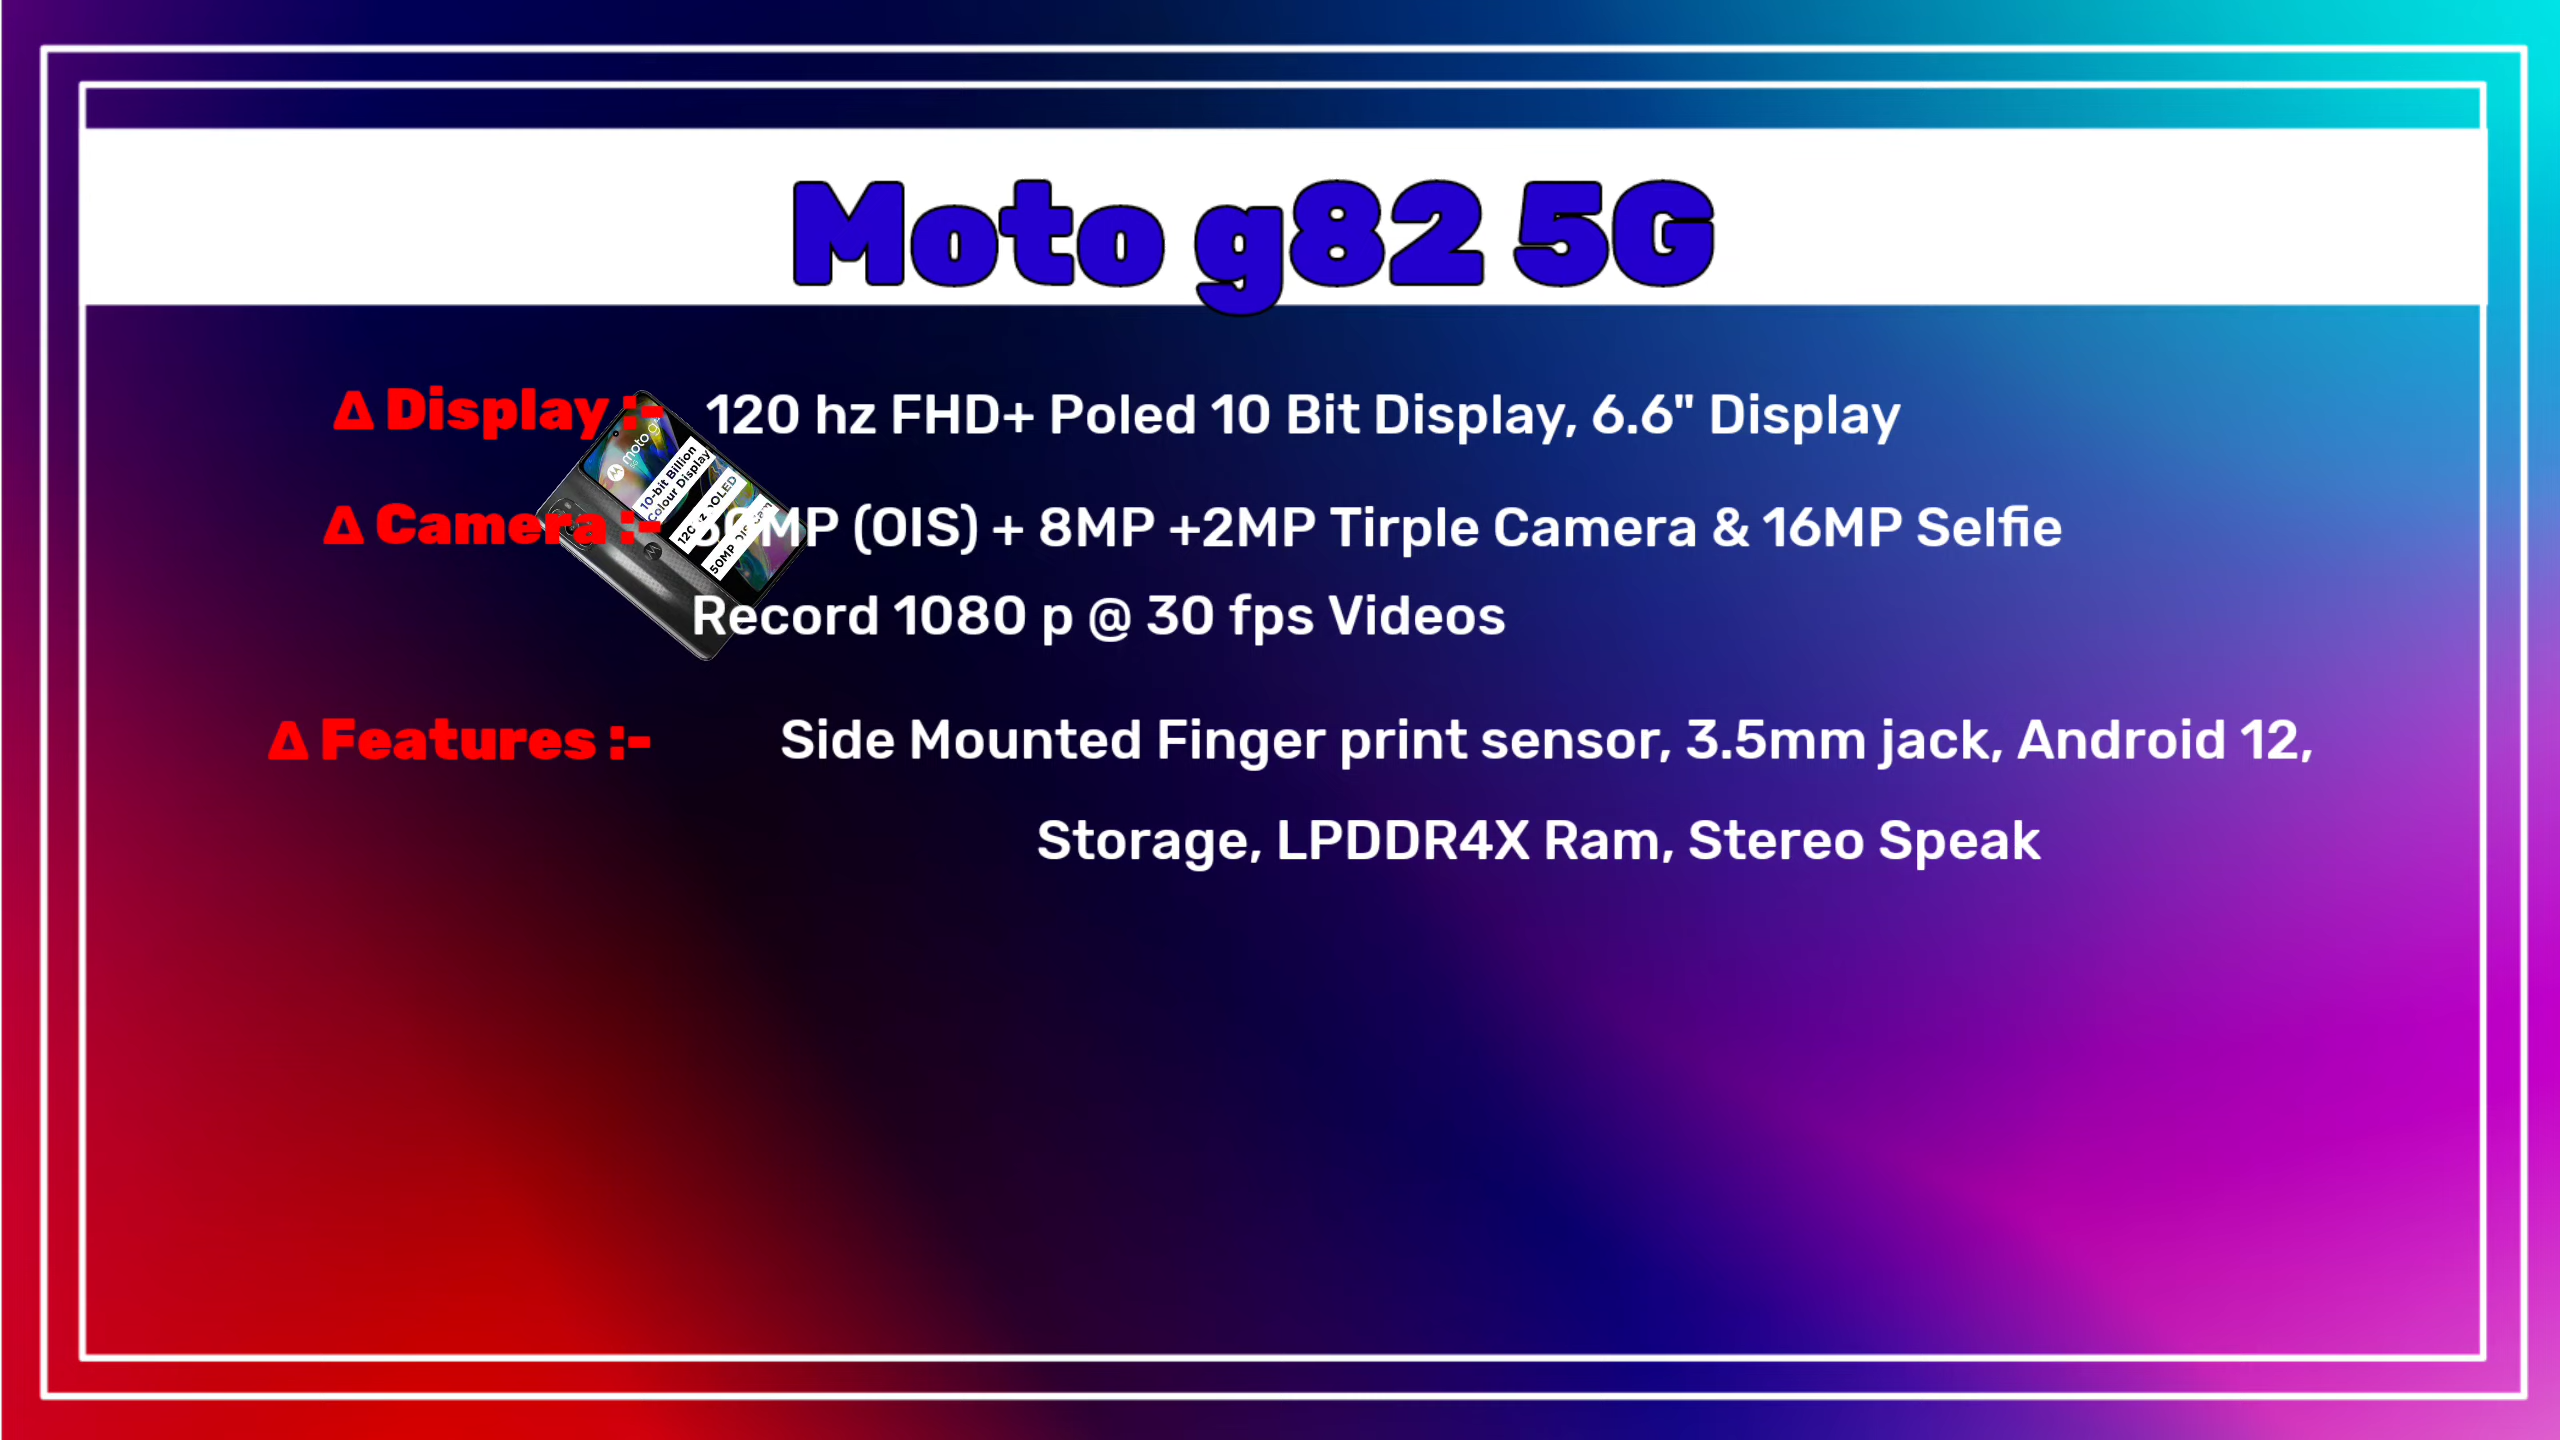 Moto g82 5G
Δ Display :- 120 hz FHD+ Poled 10 Bit Display, 6.6" Display
Δ Camera :- 50MP (OIS) + 8MP +2MP Tirple Camera & 16MP Selfie
Record 1080 p @ 30 fps Videos
Δ Features :- Side Mounted Finger print sensor, 3.5mm jack, Android 12,
Storage, LPDDR4X Ram, Stereo Speak
moto
10-bit Billion
Colour Display
50MP